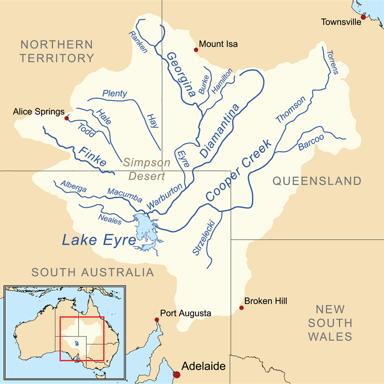 Townsville
Ranken
NORTHERN
TERRITORY
Mount Isa
Torrens
Georgina
Burke
Hamilton
Plenty
Alice Springs
Hale
Todd
Hay
Diamantina
Thomson
Finke
Simpson
Desert
Eyre
Cooper Creek
Barcoo
QUEENSLAND
Alberga
Macumba
Warburton
Neales
Lake Eyre
Strzelecki
SOUTH AUSTRALIA
Broken Hill
Port Augusta
NEW
SOUTH
WALES
Adelaide